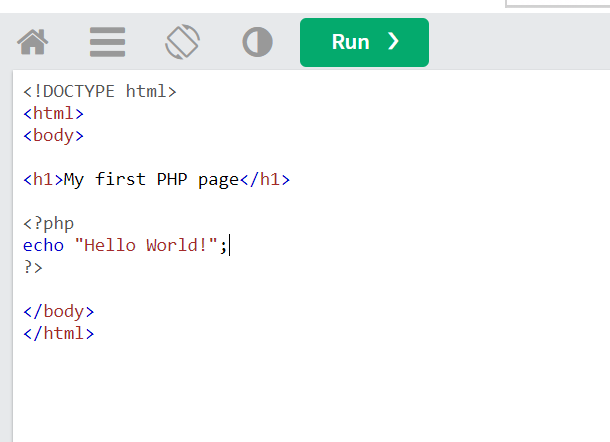 Run ❯
<!DOCTYPE html>
<html>
<body>
<h1>My first PHP page</h1>
<?php
echo "Hello World!";
?>
</body>
</html>